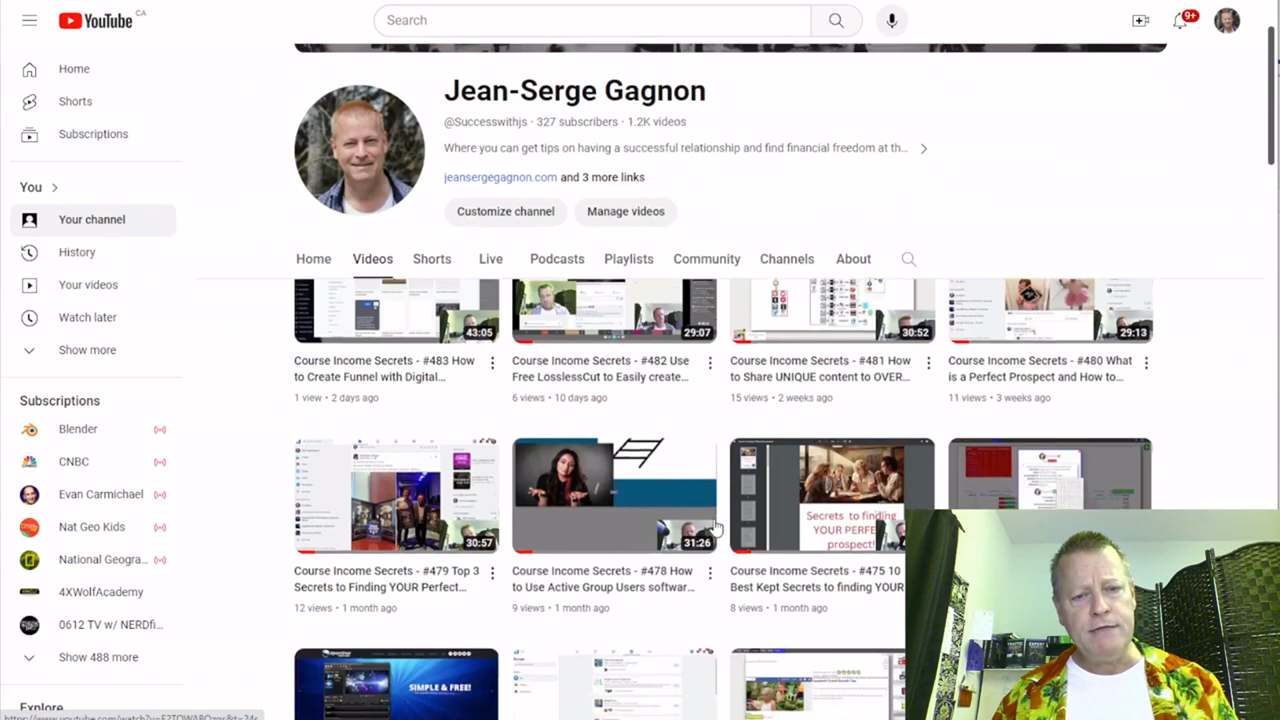 YouTube CA
Search
9+
Home
Shorts
Subscriptions
You
Your channel
History
Your videos
Watch later
Show more
Subscriptions
Blender
CNBC
Evan Carmichael
Nat Geo Kids
National Geogra...
4XWolfAcademy
0612 TV w/ NERDfi...
Show 488 more
Explore
Jean-Serge Gagnon
@Successwithjs · 327 subscribers · 1.2K videos
Where you can get tips on having a successful relationship and find financial freedom at th...
jeansergegagnon.com and 3 more links
Customize channel
Manage videos
Home
Videos
Shorts
Live
Podcasts
Playlists
Community
Channels
About
43:05
Course Income Secrets - #483 How
to Create Funnel with Digital...
1 view · 2 days ago
29:07
Course Income Secrets - #482 Use
Free LosslessCut to Easily create...
6 views · 10 days ago
30:52
Course Income Secrets - #481 How
to Share UNIQUE content to OVER...
15 views · 2 weeks ago
29:13
Course Income Secrets - #480 What
is a Perfect Prospect and How to...
11 views · 3 weeks ago
30:57
Course Income Secrets - #479 Top 3
Secrets to Finding YOUR Perfect...
12 views · 1 month ago
31:26
Course Income Secrets - #478 How
to Use Active Group Users softwar...
9 views · 1 month ago
Secrets to finding
YOUR PERFE
prospect!
Course Income Secrets - #475 10
Best Kept Secrets to finding YOUR
8 views · 1 month ago
SIMPLE & FREE!